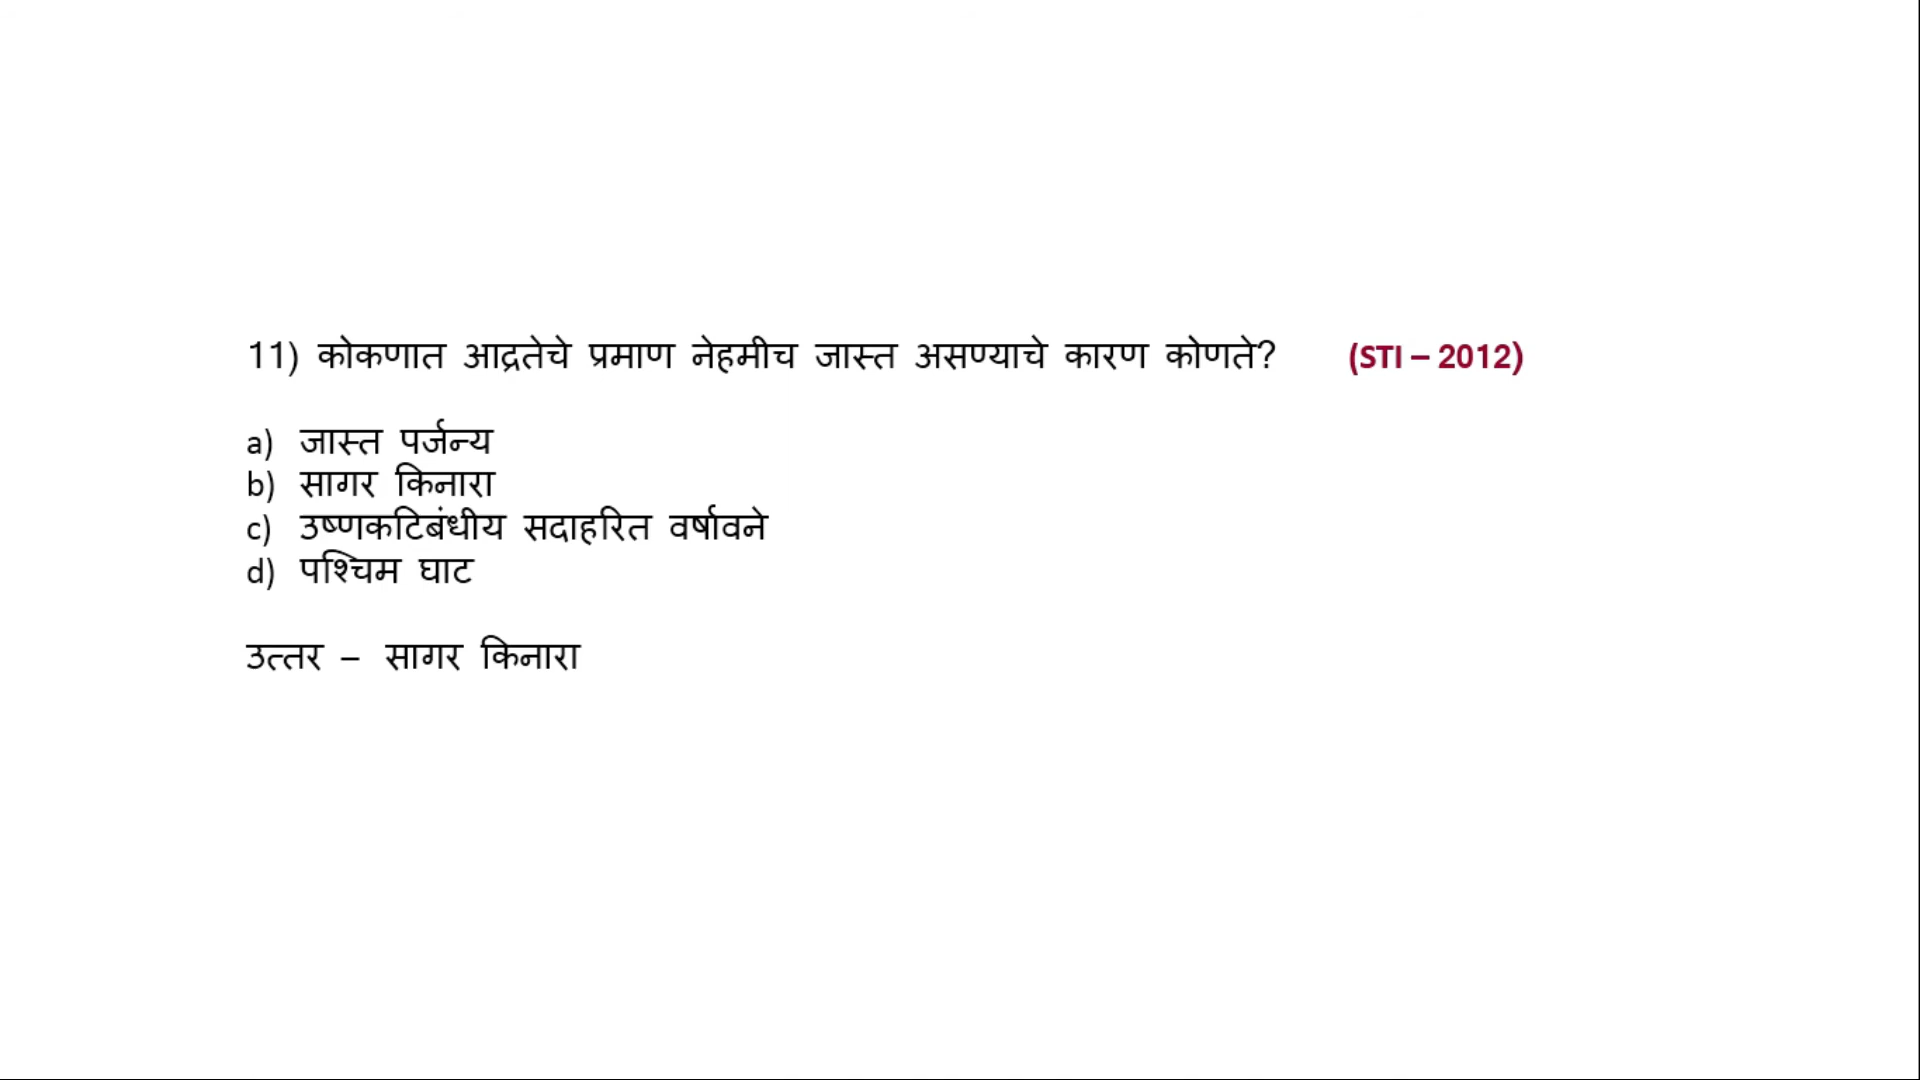 11) कोकणात आद्रतेचे प्रमाण नेहमीच जास्त असण्याचे कारण कोणते? (STI – 2012)
a) जास्त पर्जन्य
b) सागर किनारा
c) उष्णकटिबंधीय सदाहरित वर्षावने
d) पश्चिम घाट
उत्तर – सागर किनारा